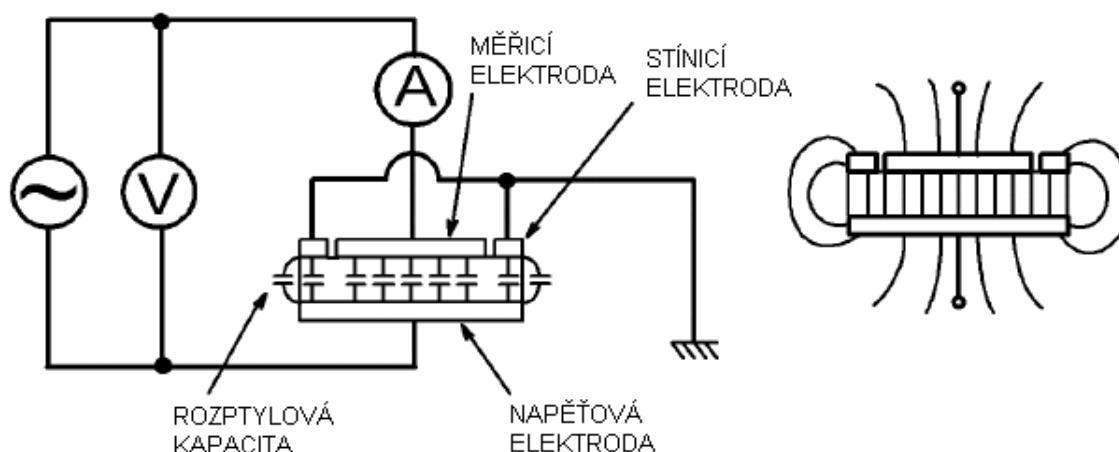 MĚŘICÍ
ELEKTRODA
STÍNICÍ
ELEKTRODA
A
V
ROZPTYLOVÁ
KAPACITA
NAPĚŤOVÁ
ELEKTRODA